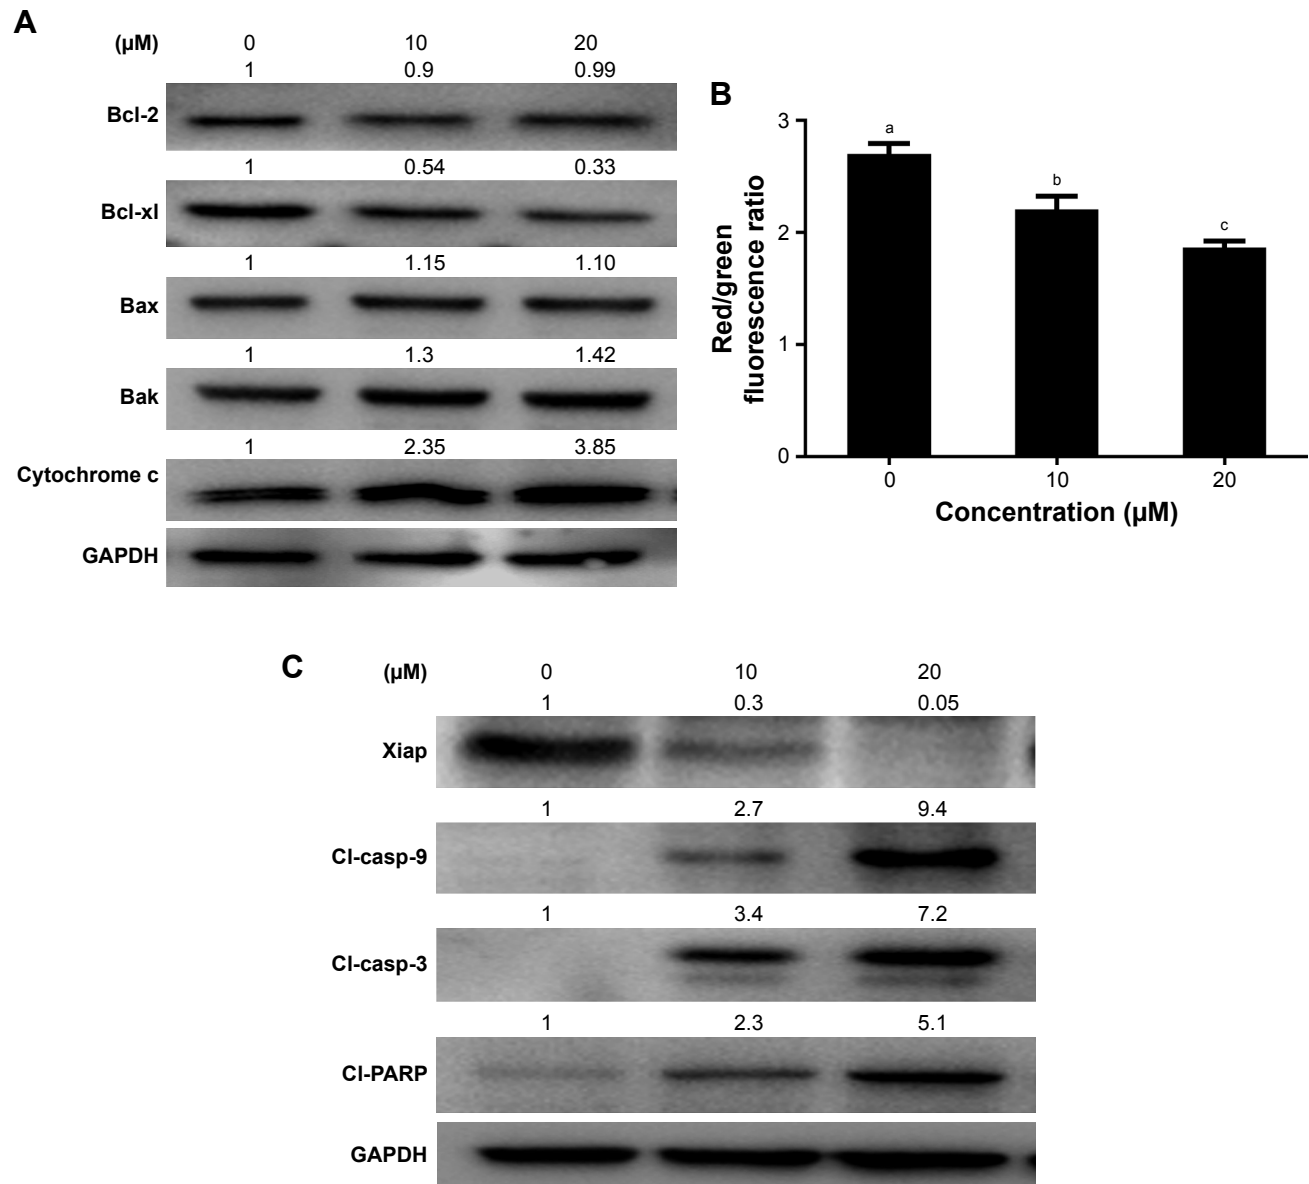 A
(µM) 0 10 20
1 0.9 0.99
Bcl-2
1 0.54 0.33
Bcl-xl
1 1.15 1.10
Bax
1 1.3 1.42
Bak
1 2.35 3.85
Cytochrome c
GAPDH
B
Red/green
fluorescence ratio
3
2
1
0
a
b
c
0 10 20
Concentration (µM)
C
(µM) 0 10 20
1 0.3 0.05
Xiap
1 2.7 9.4
Cl-casp-9
1 3.4 7.2
Cl-casp-3
1 2.3 5.1
Cl-PARP
GAPDH